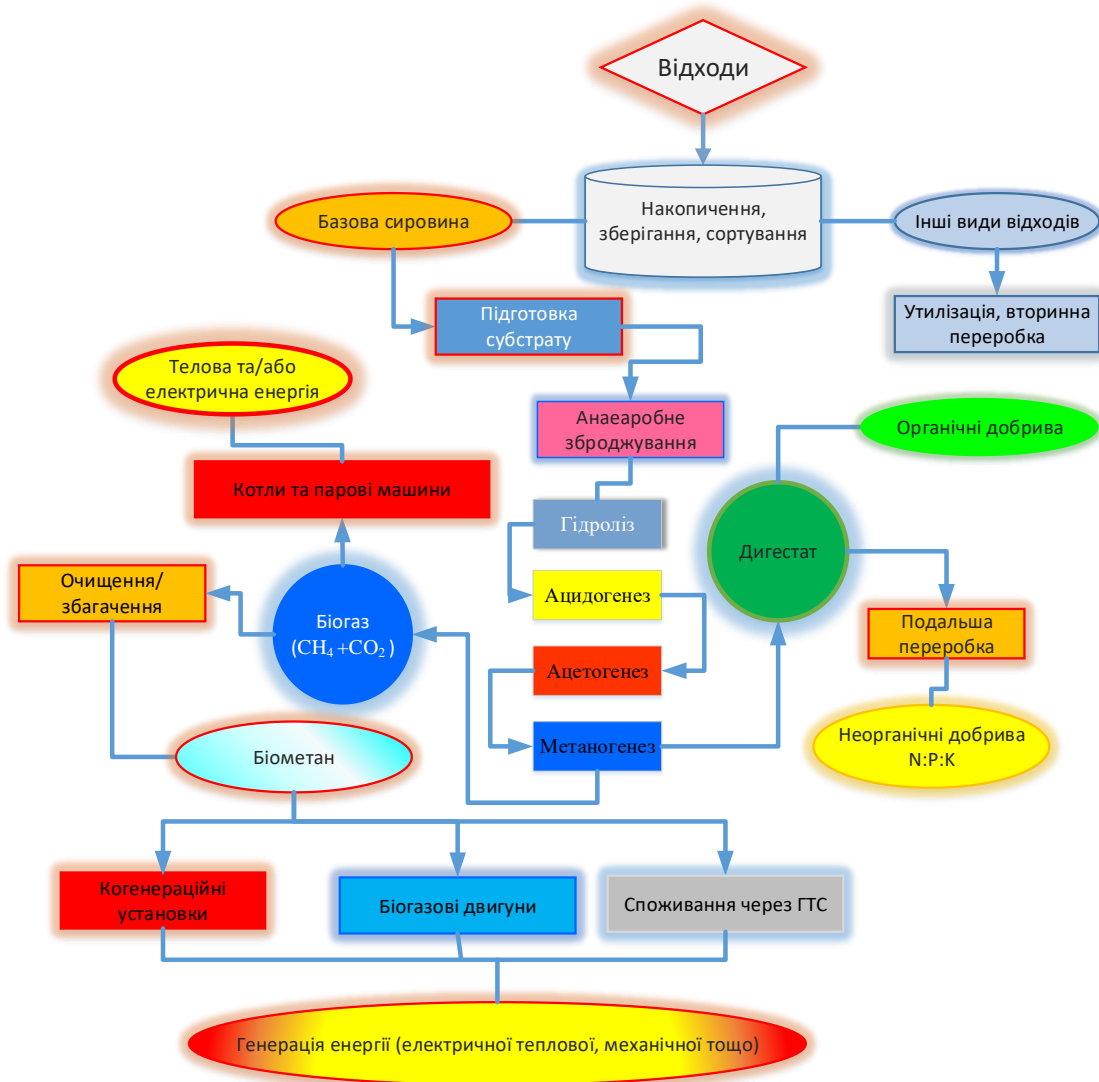 Відходи
Накопичення,
зберігання, сортування
Базова сировина
Інші види відходів
Утилізація, вторинна
переробка
Підготовка
субстрату
Телова та/або
електрична енергія
Анаеаробне
зброджування
Органічні добрива
Котли та парові машини
Гідроліз
Дигестат
Очищення/
збагачення
Ацидогенез
Біогаз
(CH₄ +CO₂ )
Подальша
переробка
Ацетогенез
Метаногенез
Неорганічні добрива
N:P:K
Біометан
Когенераційні
установки
Біогазові двигуни
Споживання через ГТС
Генерація енергії (електричної теплової, механічної тощо)